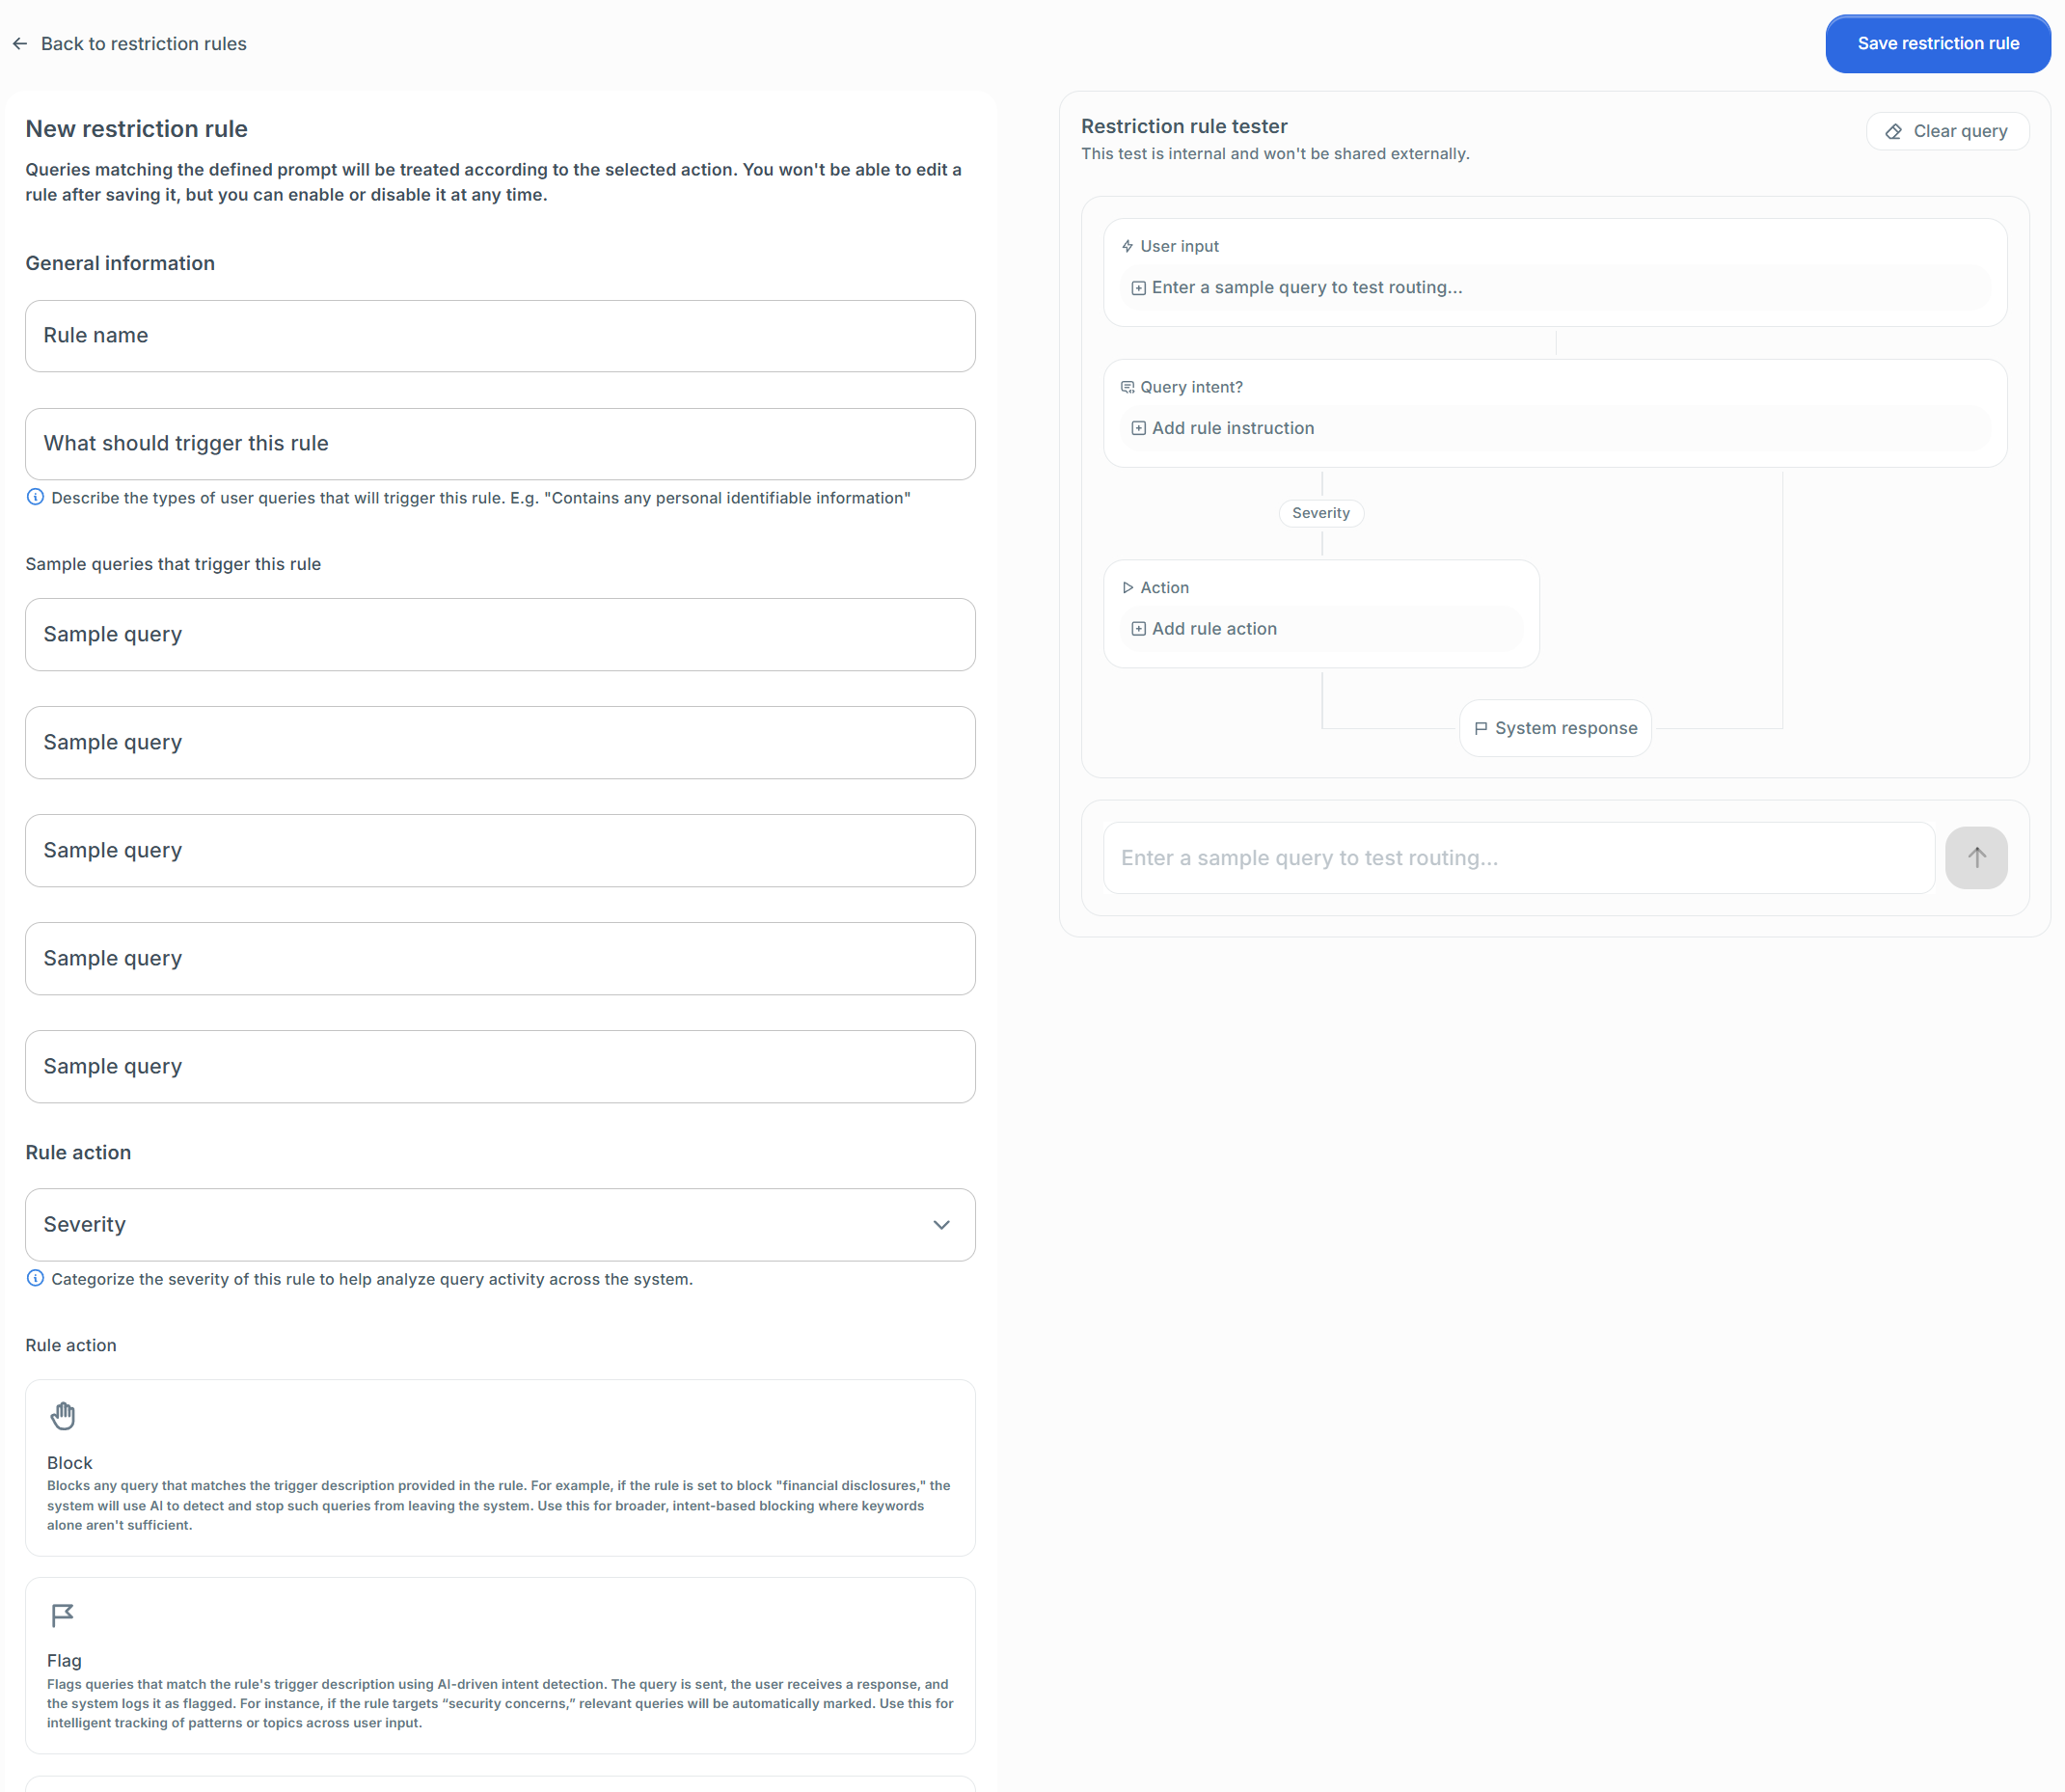 Back to restriction rules
Save restriction rule
New restriction rule
Queries matching the defined prompt will be treated according to the selected action. You won't be able to edit a
rule after saving it, but you can enable or disable it at any time.
General information
Rule name
What should trigger this rule
Describe the types of user queries that will trigger this rule. E.g. "Contains any personal identifiable information"
Sample queries that trigger this rule
Sample query
Sample query
Sample query
Sample query
Sample query
Rule action
Severity
Categorize the severity of this rule to help analyze query activity across the system.
Rule action
Block
Blocks any query that matches the trigger description provided in the rule. For example, if the rule is set to block "financial disclosures," the
system will use AI to detect and stop such queries from leaving the system. Use this for broader, intent-based blocking where keywords
alone aren't sufficient.
Flag
Flags queries that match the rule's trigger description using AI-driven intent detection. The query is sent, the user receives a response, and
the system logs it as flagged. For instance, if the rule targets “security concerns,” relevant queries will be automatically marked. Use this for
intelligent tracking of patterns or topics across user input.
Restriction rule tester
This test is internal and won't be shared externally.
Clear query
User input
Enter a sample query to test routing...
Query intent?
Add rule instruction
Severity
Action
Add rule action
System response
Enter a sample query to test routing...